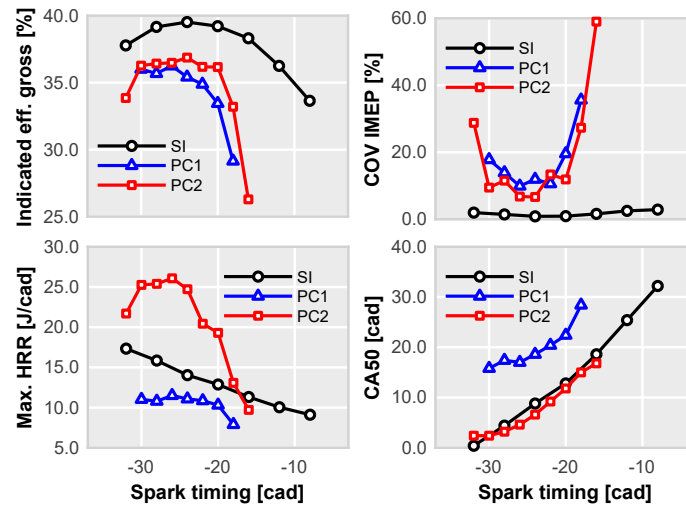 Indicated eff. gross [%]
40.0
35.0
30.0
25.0
SI
PC1
PC2
COV IMEP [%]
60.0
40.0
20.0
0.0
SI
PC1
PC2
Max. HRR [J/cad]
30.0
25.0
20.0
15.0
10.0
5.0
SI
PC1
PC2
-30
-20
-10
Spark timing [cad]
CA50 [cad]
40.0
30.0
20.0
10.0
0.0
SI
PC1
PC2
-30
-20
-10
Spark timing [cad]